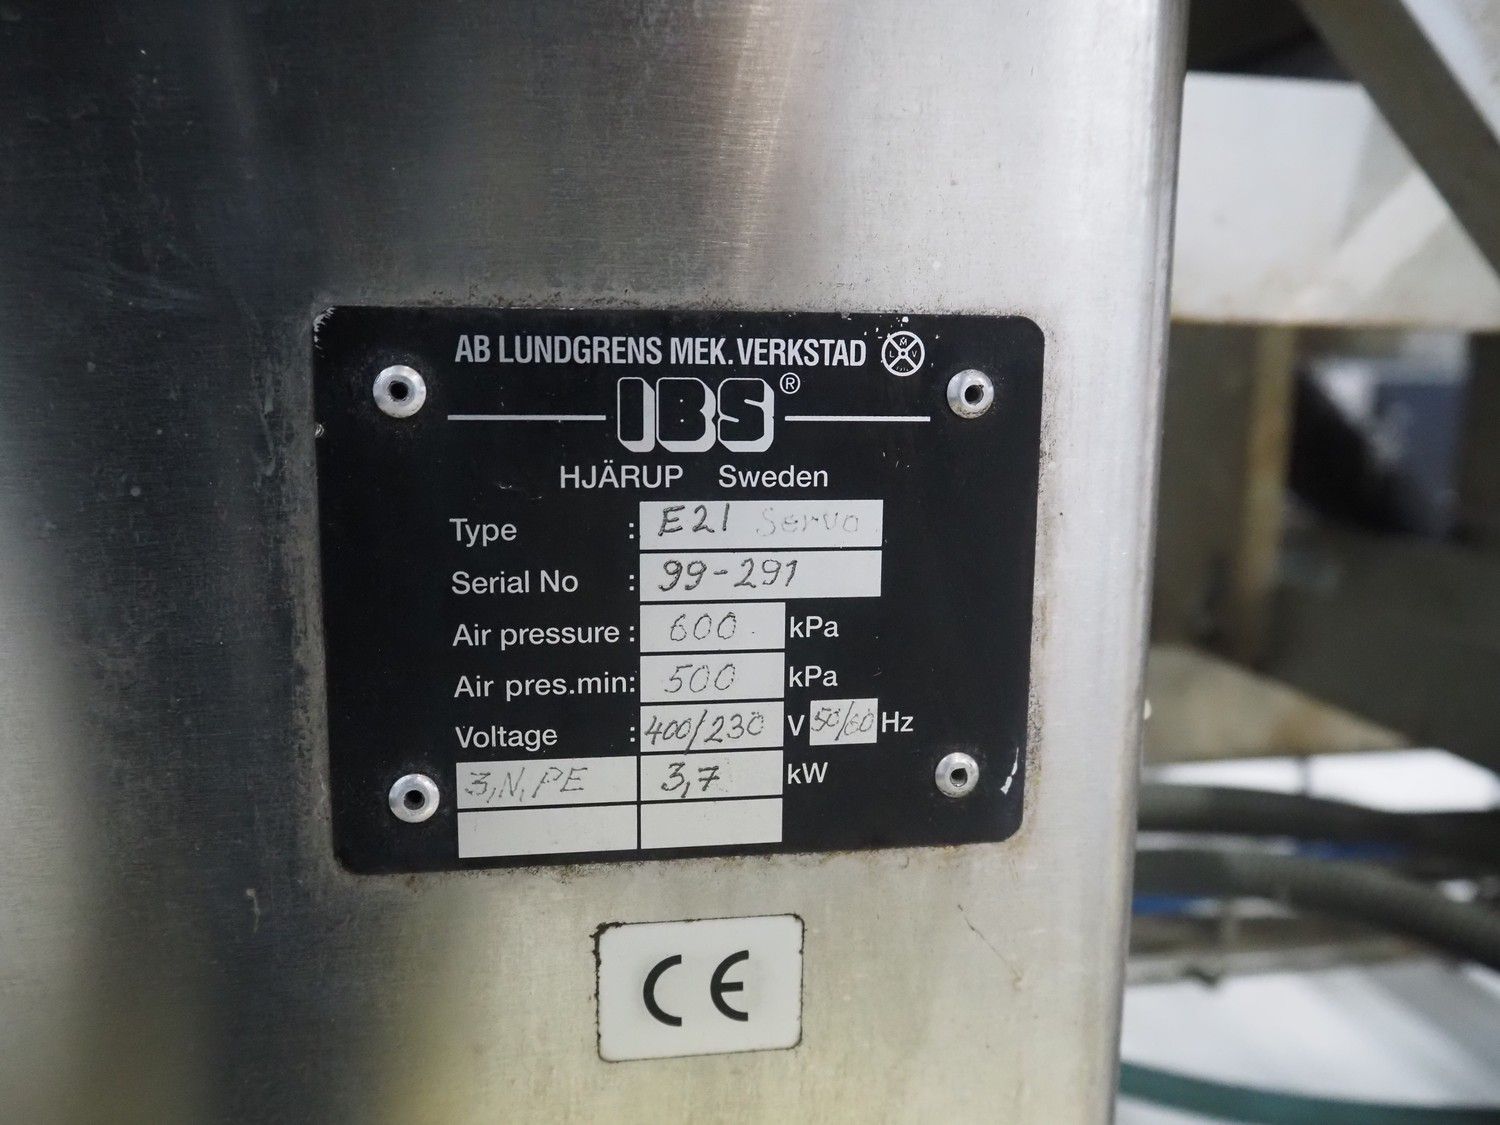 AB LUNDGRENS MEK. VERKSTAD L M V
IBS®
HJÄRUP Sweden
Type : E21 Servo
Serial No : 99-291
Air pressure : 600 kPa
Air pres.min: 500 kPa
Voltage : 400/230 V 50/60 Hz
3,N,PE 3,7 kW
CE